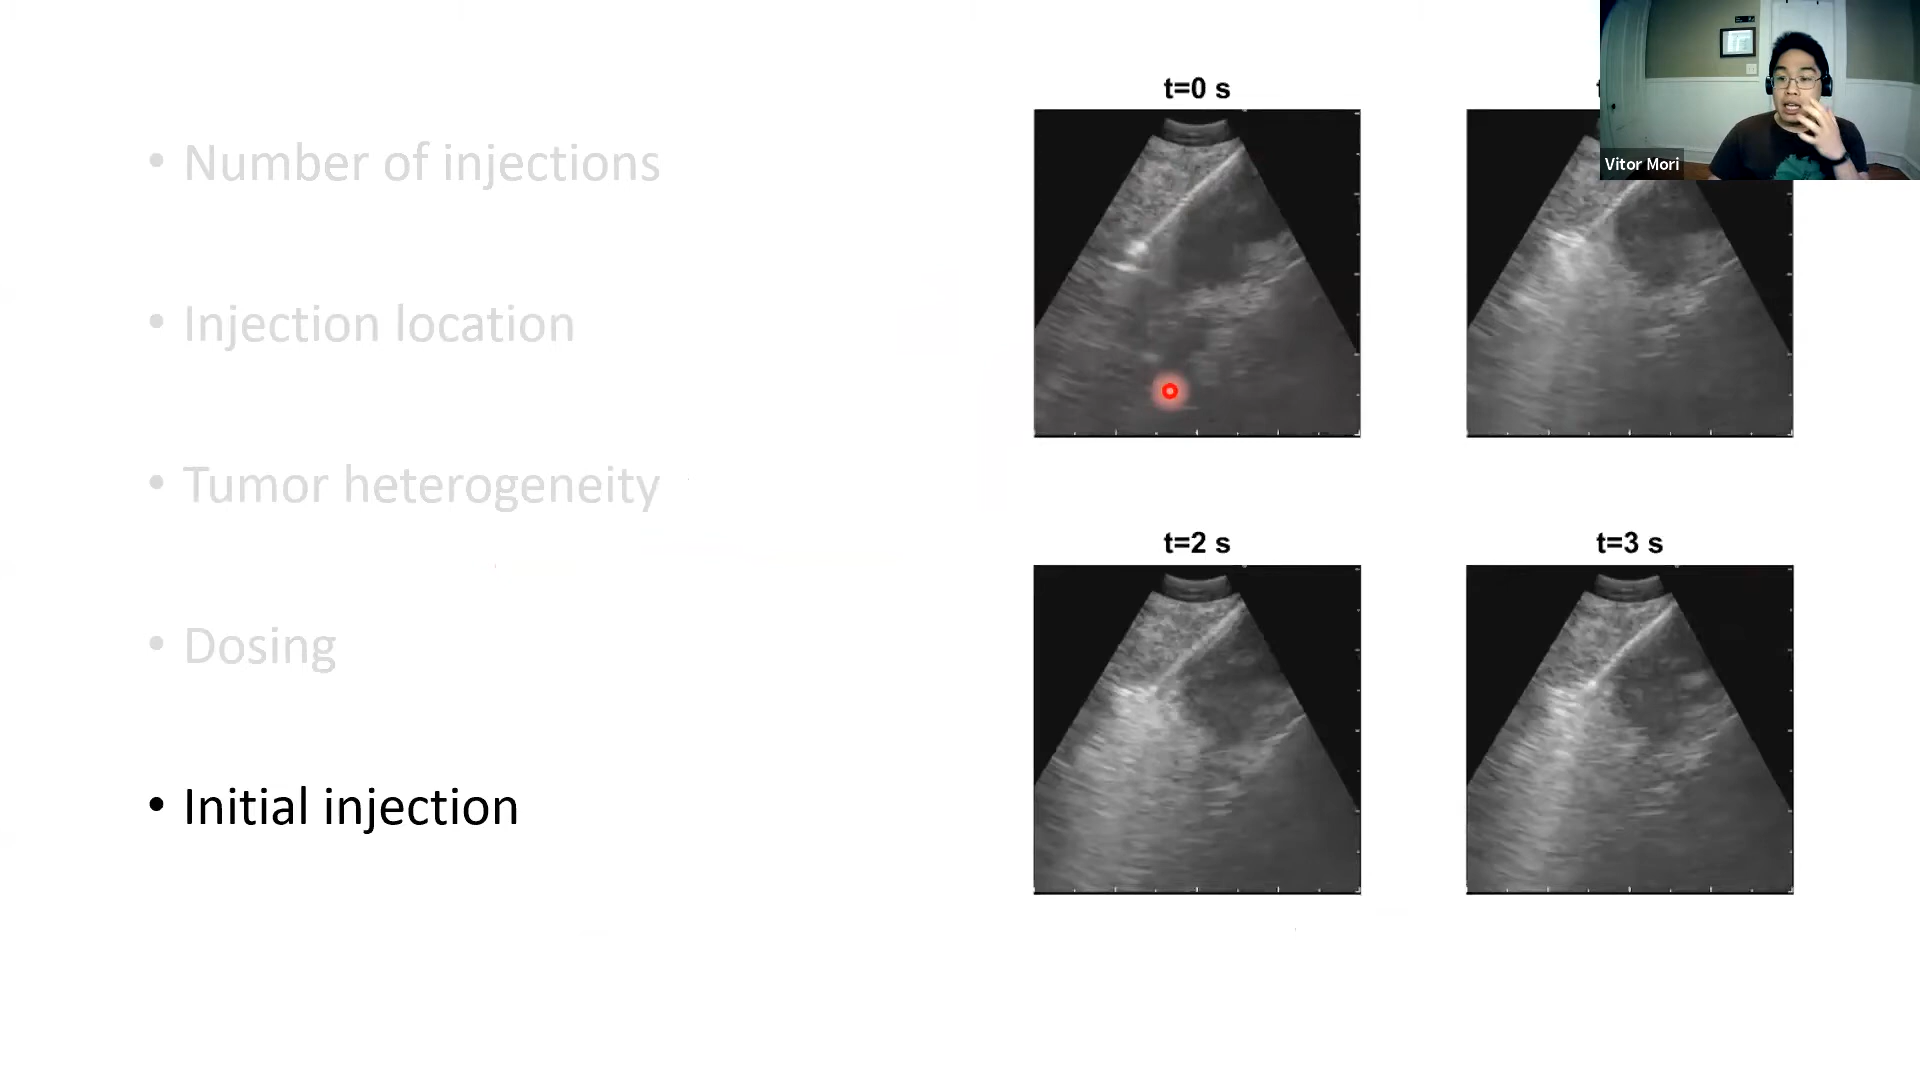 • Number of injections
• Injection location
• Tumor heterogeneity
• Dosing
• Initial injection
t=0 s
t=2 s
t=3 s
Vitor Mori